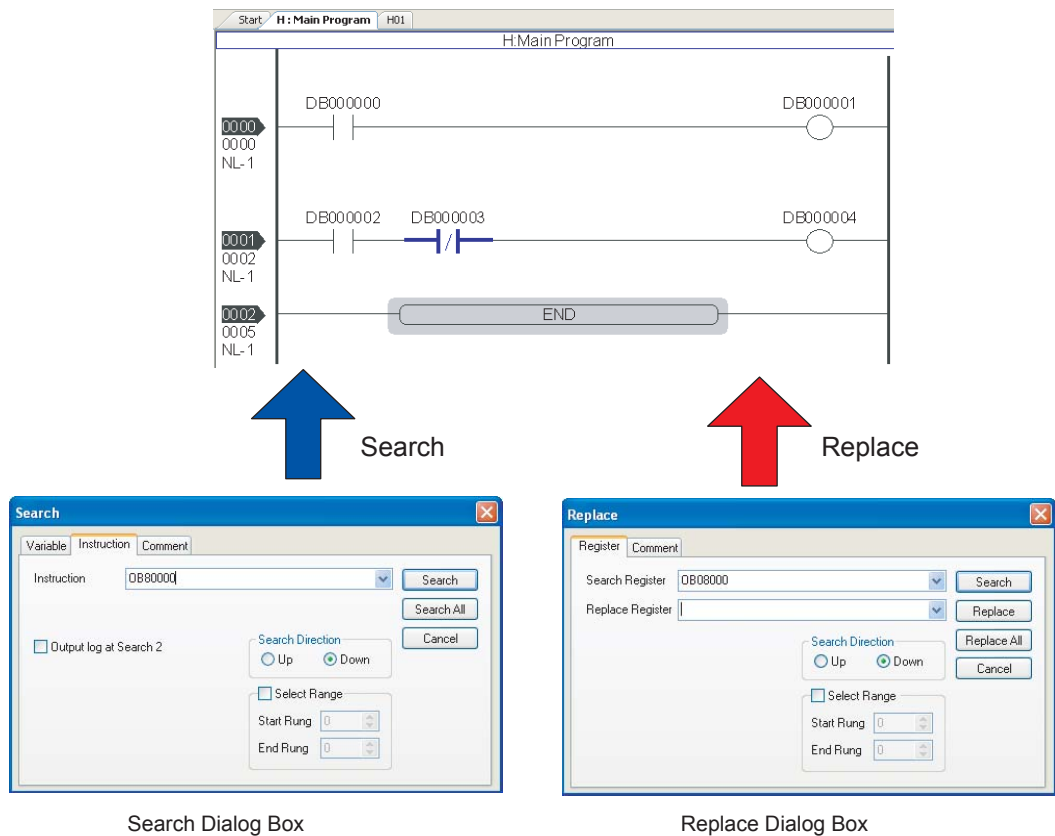 Start H : Main Program H01
H:Main Program
DB000000 DB000001
0000
0000
NL-1
DB000002 DB000003 DB000004
0001
0002
NL-1
0002 END
0005
NL-1
Search Replace
Search
Variable Instruction Comment
Instruction OB80000 Search
Search All
Output log at Search 2 Search Direction Cancel
Up Down
Select Range
Start Rung 0
End Rung 0
Search Dialog Box
Replace
Register Comment
Search Register OB08000 Search
Replace Register Replace
Search Direction Replace All
Up Down Cancel
Select Range
Start Rung 0
End Rung 0
Replace Dialog Box